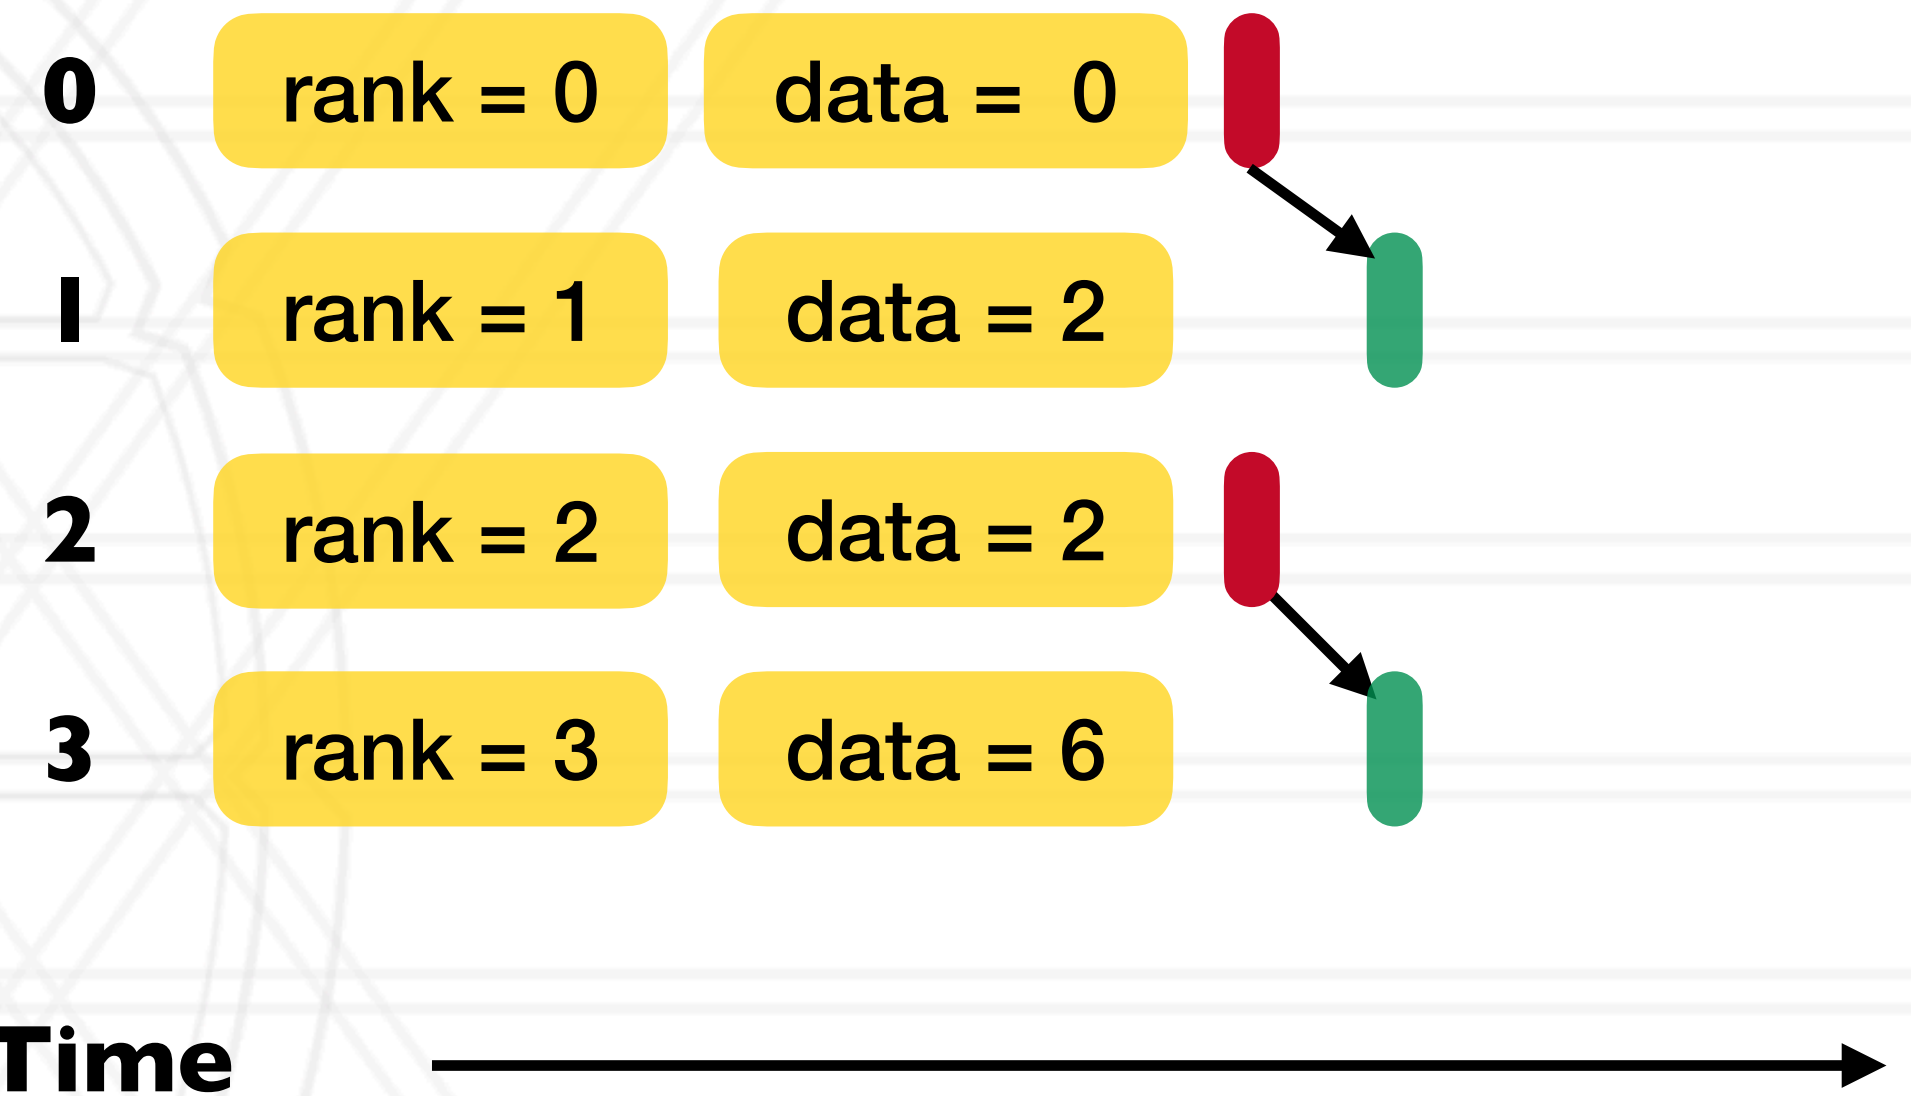 0 rank = 0 data = 0
1 rank = 1 data = 2
2 rank = 2 data = 2
3 rank = 3 data = 6
Time